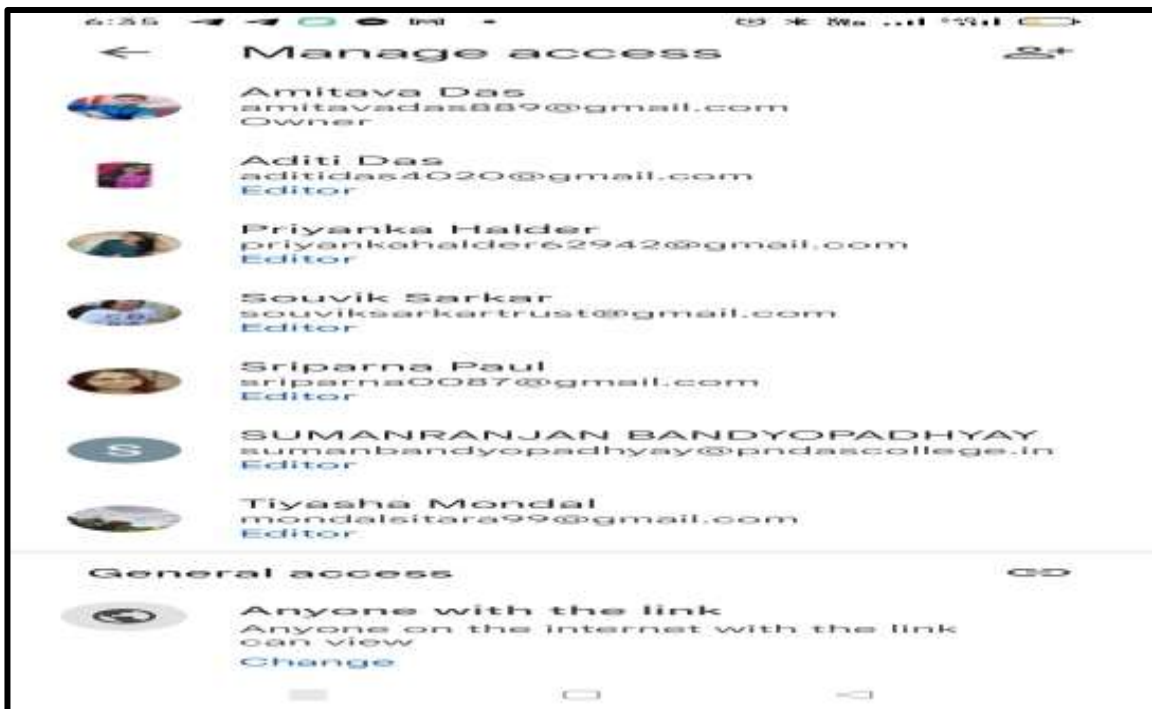 6:35
Manage access
Amitava Das
amitavadas889@gmail.com
Owner
Aditi Das
aditidas4020@gmail.com
Editor
Priyanka Halder
priyankahalder62942@gmail.com
Editor
Souvik Sarkar
souviksarkartrust@gmail.com
Editor
Sriparna Paul
sriparna0087@gmail.com
Editor
S
SUMANRANJAN BANDYOPADHYAY
sumanbandyopadhyay@pndascollege.in
Editor
Tiyasha Mondal
mondalsitara99@gmail.com
Editor
General access
Anyone with the link
Anyone on the internet with the link
can view
Change